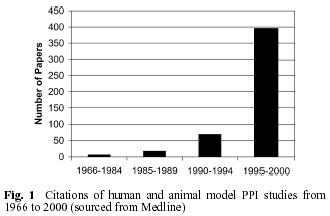 450
400
350
300
250
200
150
100
50
0
Number of Papers
1966-1984 1985-1989 1990-1994 1995-2000
Fig. 1 Citations of human and animal model PPI studies from
1966 to 2000 (sourced from Medline)